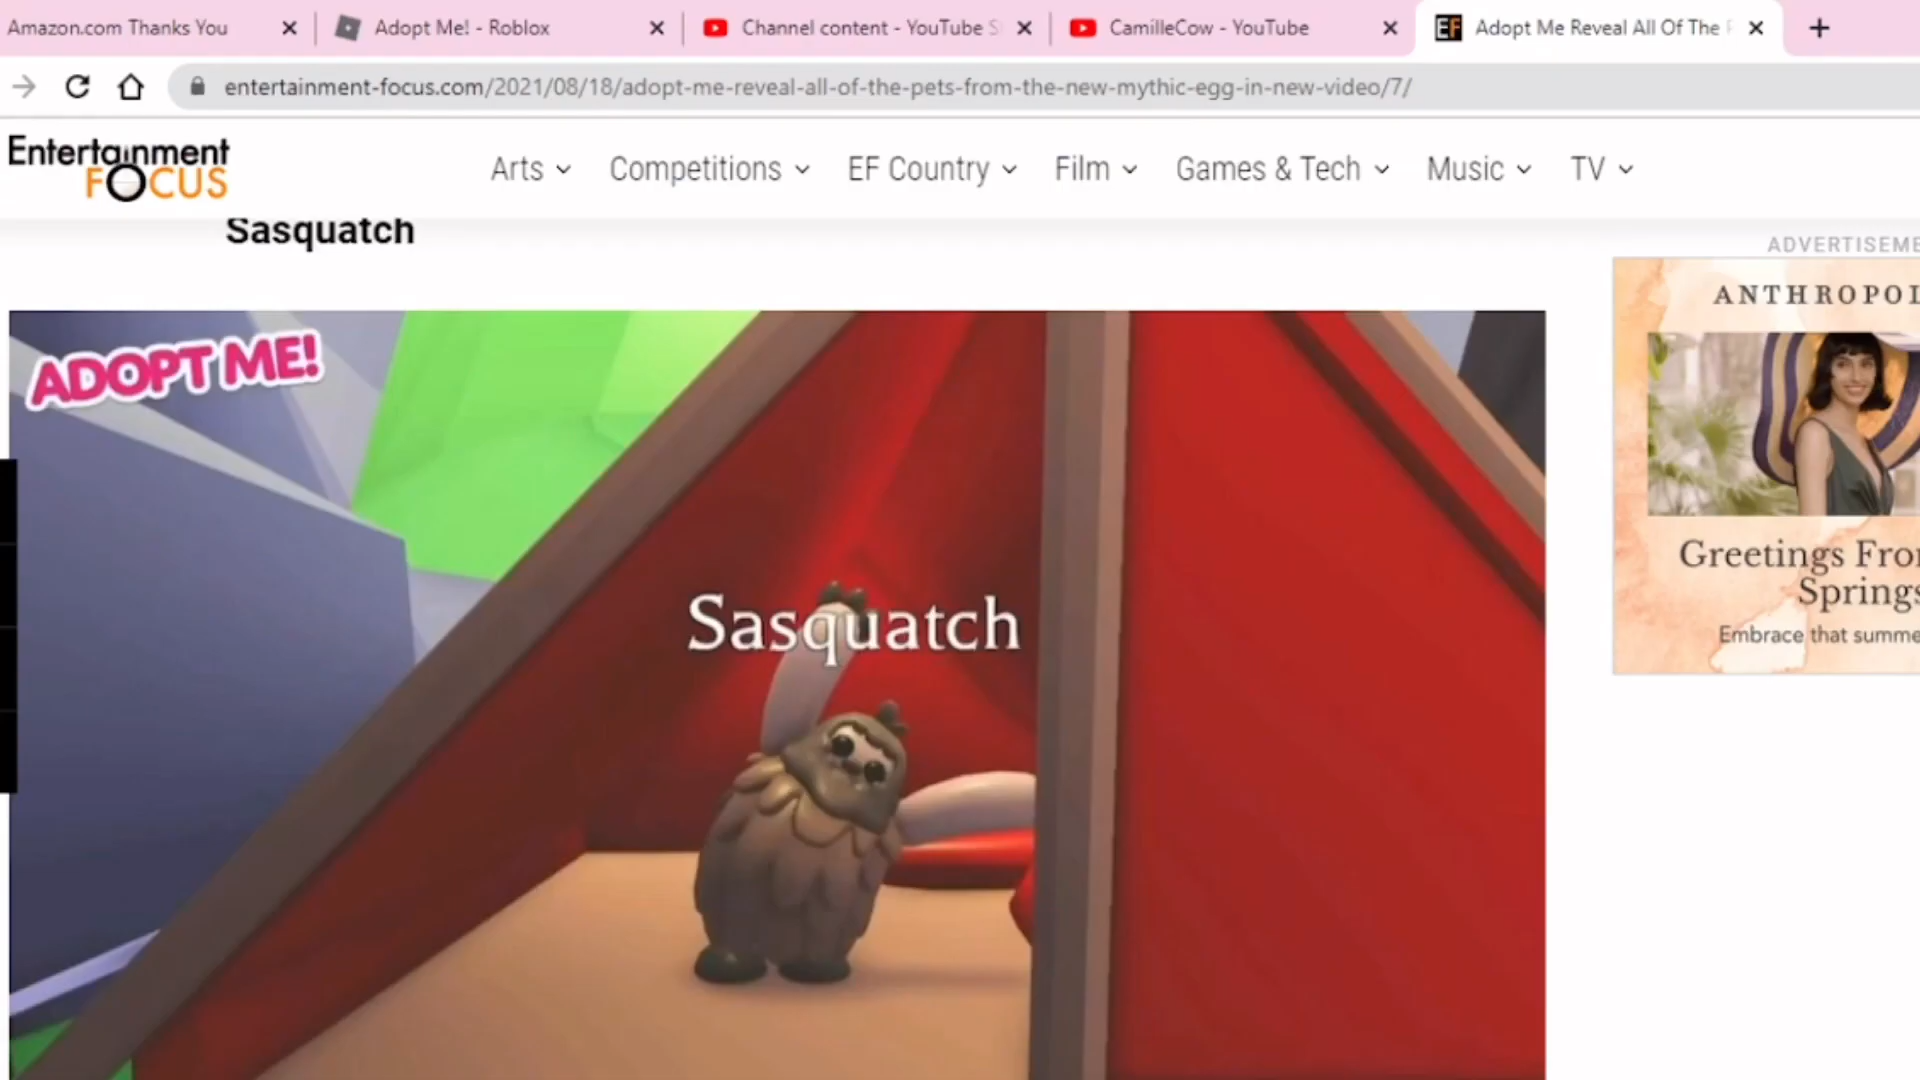 Amazon.com Thanks You
Adopt Me! - Roblox
Channel content - YouTube S
CamilleCow - YouTube
EF Adopt Me Reveal All Of The
entertainment-focus.com/2021/08/18/adopt-me-reveal-all-of-the-pets-from-the-new-mythic-egg-in-new-video/7/
Entertainment
FOCUS
Arts
Competitions
EF Country
Film
Games & Tech
Music
TV
Sasquatch
ADVERTISEME
ANTHROPOL
ADOPT ME!
Sasquatch
Greetings From
Springs
Embrace that summe